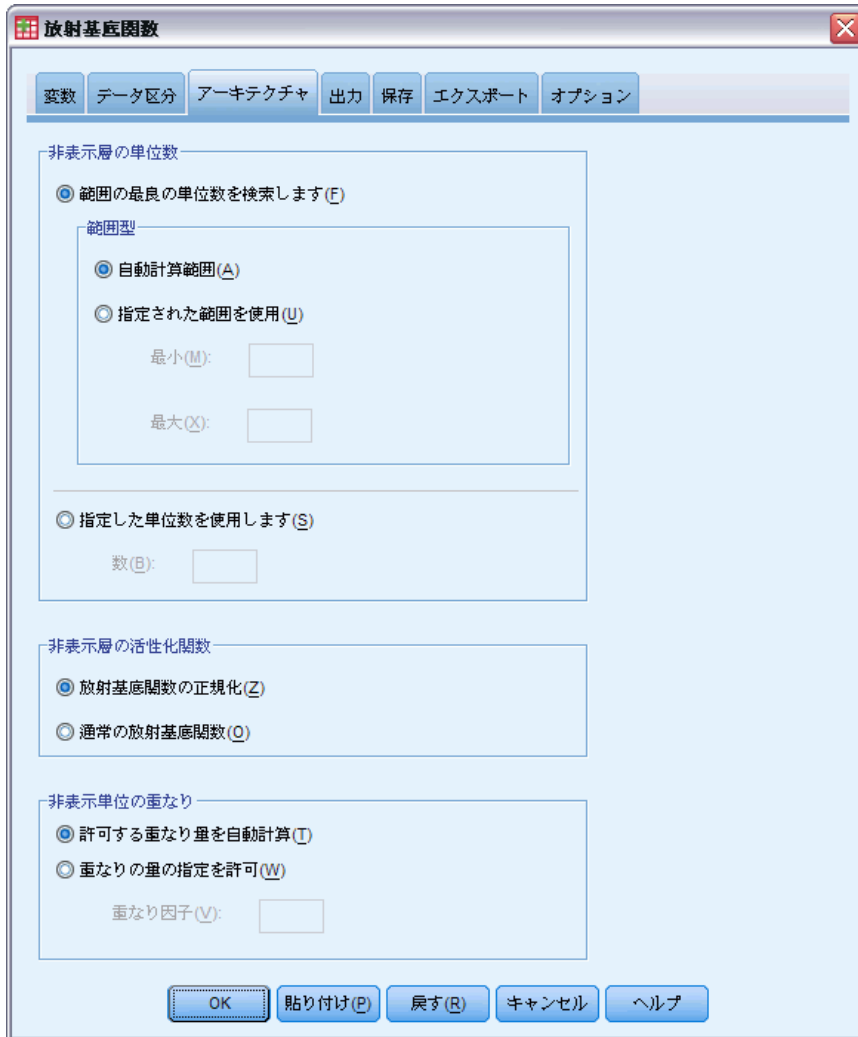 放射基底関数
変数 データ区分 アーキテクチャ 出力 保存 エクスポート オプション
非表示層の単位数
範囲の最良の単位数を検索します(F)
範囲型
自動計算範囲(A)
指定された範囲を使用(U)
最小(M):
最大(X):
指定した単位数を使用します(S)
数(B):
非表示層の活性化関数
放射基底関数の正規化(Z)
通常の放射基底関数(O)
非表示単位の重なり
許可する重なり量を自動計算(T)
重なりの量の指定を許可(W)
重なり因子(V):
OK 貼り付け(P) 戻す(R) キャンセル ヘルプ